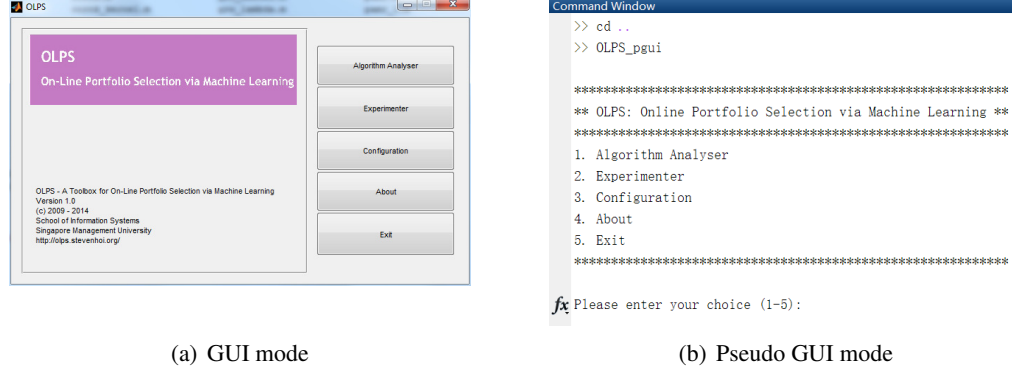 OLPS
OLPS
On-Line Portfolio Selection via Machine Learning
OLPS - A Toolbox for On-Line Portfolio Selection via Machine Learning
Version 1.0
(c) 2009 - 2014
School of Information Systems
Singapore Management University
http://olps.stevenhoi.org/
Algorithm Analyser
Experimenter
Configuration
About
Exit
(a) GUI mode
Command Window
>> cd ..
>> OLPS_pgui
**********************************************************
** OLPS: Online Portfolio Selection via Machine Learning **
**********************************************************
1. Algorithm Analyser
2. Experimenter
3. Configuration
4. About
5. Exit
**********************************************************
fx Please enter your choice (1-5):
(b) Pseudo GUI mode